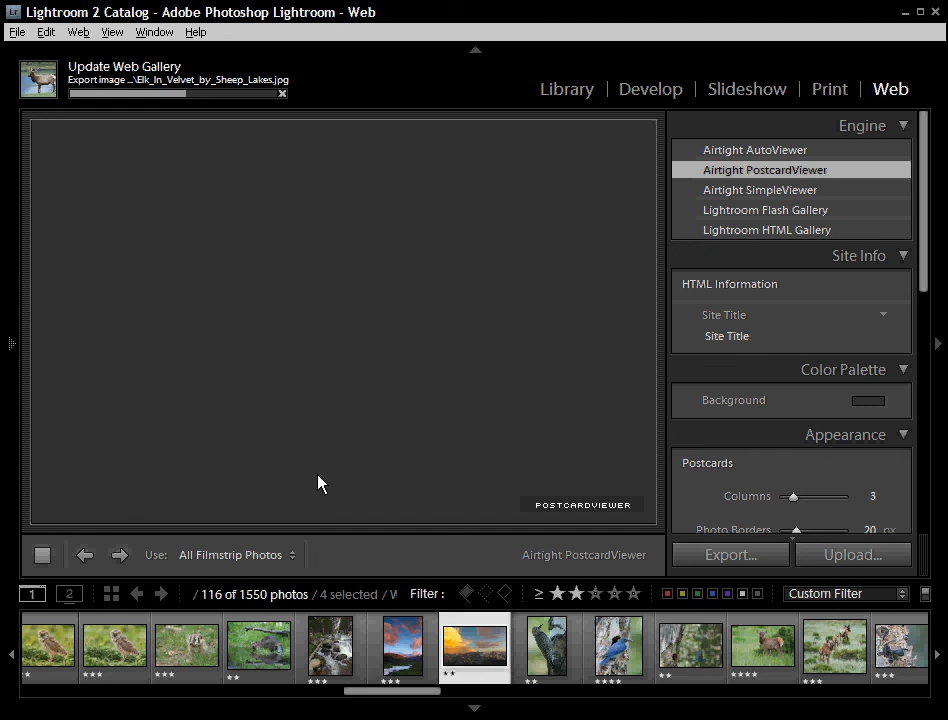 Lightroom 2 Catalog - Adobe Photoshop Lightroom - Web
File Edit Web View Window Help
Update Web Gallery
Export image ...\Elk_In_Velvet_by_Sheep_Lakes.jpg
Library | Develop | Slideshow | Print | Web
Engine
Airtight AutoViewer
Airtight PostcardViewer
Airtight SimpleViewer
Lightroom Flash Gallery
Lightroom HTML Gallery
Site Info
HTML Information
Site Title
Site Title
Color Palette
Background
Appearance
Postcards
Columns 3
Photo Borders 20 px
POSTCARDVIEWER
Use: All Filmstrip Photos
Airtight PostcardViewer
Export... Upload...
1 2 / 116 of 1550 photos / 4 selected / Filter : ≥ Custom Filter